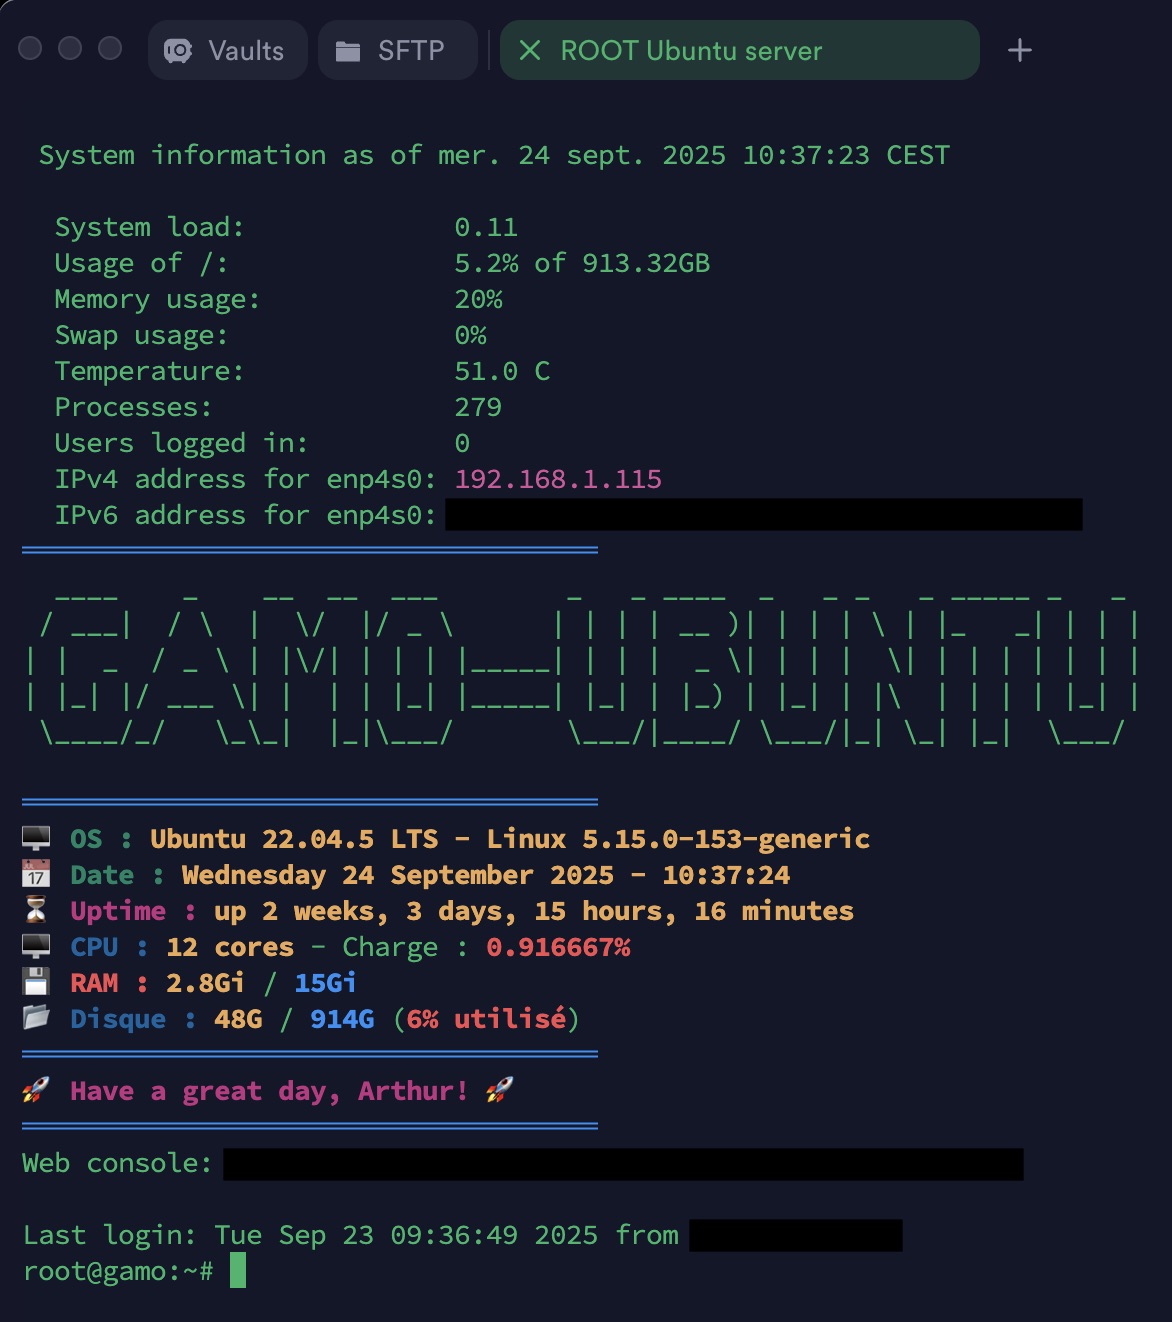 Vaults SFTP ROOT Ubuntu server
System information as of mer. 24 sept. 2025 10:37:23 CEST
System load: 0.11
Usage of /: 5.2% of 913.32GB
Memory usage: 20%
Swap usage: 0%
Temperature: 51.0 C
Processes: 279
Users logged in: 0
IPv4 address for enp4s0: 192.168.1.115
IPv6 address for enp4s0:
GAMO-UBUNTU
OS : Ubuntu 22.04.5 LTS - Linux 5.15.0-153-generic
Date : Wednesday 24 September 2025 - 10:37:24
Uptime : up 2 weeks, 3 days, 15 hours, 16 minutes
CPU : 12 cores - Charge : 0.916667%
RAM : 2.8Gi / 15Gi
Disque : 48G / 914G (6% utilisé)
🚀 Have a great day, Arthur! 🚀
Web console:
Last login: Tue Sep 23 09:36:49 2025 from
root@gamo:~#